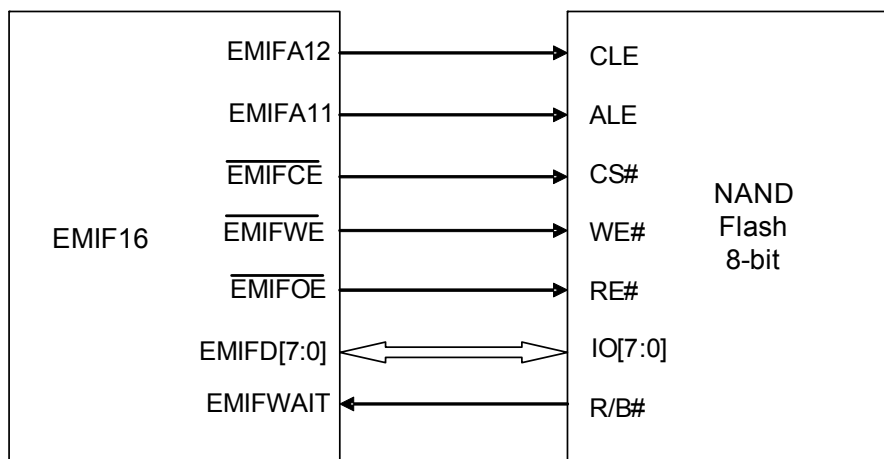 EMIFA12
CLE
EMIFA11
ALE
EMIFCE
CS#
EMIF16
EMIFWE
WE#
NAND
Flash
8-bit
EMIFOE
RE#
EMIFD[7:0]
IO[7:0]
EMIFWAIT
R/B#